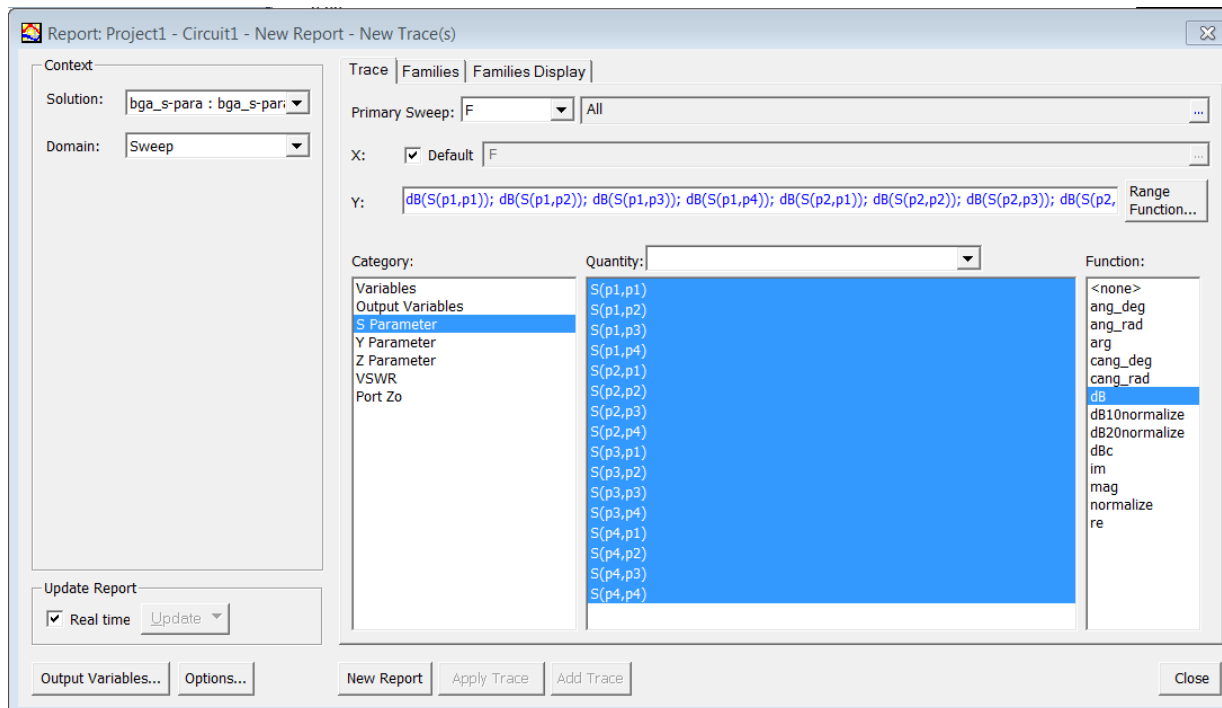 Report: Project1 - Circuit1 - New Report - New Trace(s)
Context
Solution: bga_s-para : bga_s-para
Domain: Sweep
Update Report
Real time Update
Output Variables... Options...
Trace Families Families Display
Primary Sweep: F All ...
X: Default F ...
Y: dB(S(p1,p1)); dB(S(p1,p2)); dB(S(p1,p3)); dB(S(p1,p4)); dB(S(p2,p1)); dB(S(p2,p2)); dB(S(p2,p3)); dB(S(p2,
Range
Function...
Category:
Variables
Output Variables
S Parameter
Y Parameter
Z Parameter
VSWR
Port Zo
Quantity:
S(p1,p1)
S(p1,p2)
S(p1,p3)
S(p1,p4)
S(p2,p1)
S(p2,p2)
S(p2,p3)
S(p2,p4)
S(p3,p1)
S(p3,p2)
S(p3,p3)
S(p3,p4)
S(p4,p1)
S(p4,p2)
S(p4,p3)
S(p4,p4)
Function:
<none>
ang_deg
ang_rad
arg
cang_deg
cang_rad
dB
dB10normalize
dB20normalize
dBc
im
mag
normalize
re
New Report Apply Trace Add Trace Close